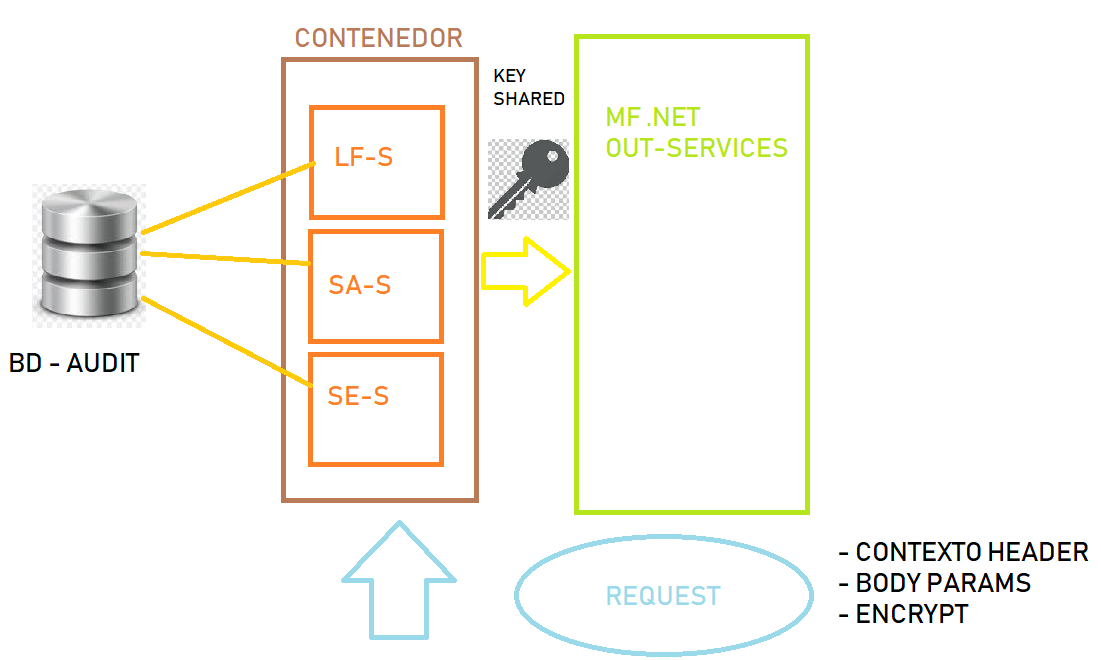 CONTENEDOR
KEY
SHARED
MF .NET
OUT-SERVICES
LF-S
SA-S
SE-S
BD - AUDIT
REQUEST
- CONTEXTO HEADER
- BODY PARAMS
- ENCRYPT